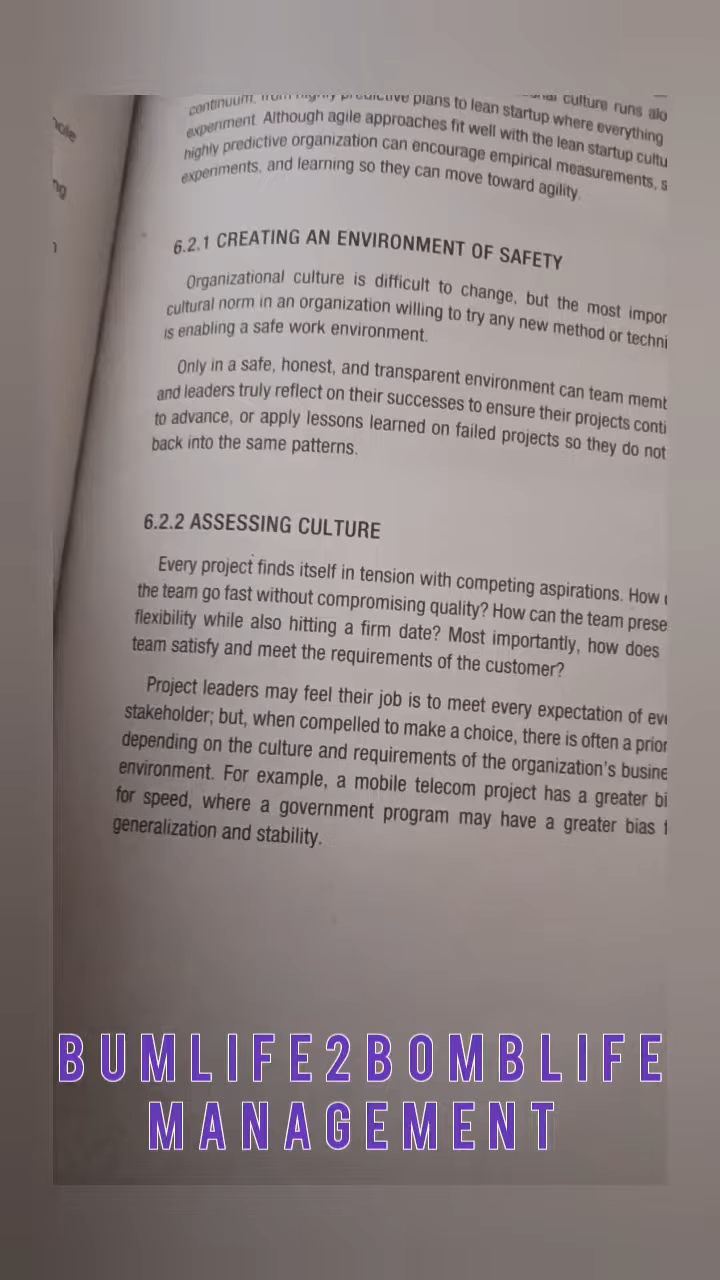 ole
ng
continuum, from highly predictive plans to lean startup where everything
culture runs alo
experiment. Although agile approaches fit well with the lean startup cultu
highly predictive organization can encourage empirical measurements, s
experiments, and learning so they can move toward agility.
6.2.1 CREATING AN ENVIRONMENT OF SAFETY
Organizational culture is difficult to change, but the most impor
cultural norm in an organization willing to try any new method or techni
is enabling a safe work environment.
Only in a safe, honest, and transparent environment can team memb
and leaders truly reflect on their successes to ensure their projects conti
to advance, or apply lessons learned on failed projects so they do not
back into the same patterns.
6.2.2 ASSESSING CULTURE
Every project finds itself in tension with competing aspirations. How
the team go fast without compromising quality? How can the team prese
flexibility while also hitting a firm date? Most importantly, how does
team satisfy and meet the requirements of the customer?
Project leaders may feel their job is to meet every expectation of eve
stakeholder; but, when compelled to make a choice, there is often a prior
depending on the culture and requirements of the organization's busine
environment. For example, a mobile telecom project has a greater bi
for speed, where a government program may have a greater bias f
generalization and stability.
BUMLIFE2BOMBLIFE
MANAGEMENT